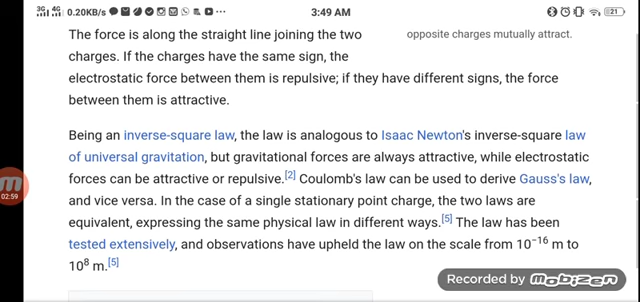 3G 4G 0.20KB/s 3:49 AM 21
The force is along the straight line joining the two
opposite charges mutually attract.
charges. If the charges have the same sign, the
electrostatic force between them is repulsive; if they have different signs, the force
between them is attractive.
Being an inverse-square law, the law is analogous to Isaac Newton's inverse-square law
of universal gravitation, but gravitational forces are always attractive, while electrostatic
forces can be attractive or repulsive.[2] Coulomb's law can be used to derive Gauss's law,
and vice versa. In the case of a single stationary point charge, the two laws are
02:59
equivalent, expressing the same physical law in different ways.[5] The law has been
tested extensively, and observations have upheld the law on the scale from 10⁻¹⁶ m to
10⁸ m.[5]
Recorded by mobizen